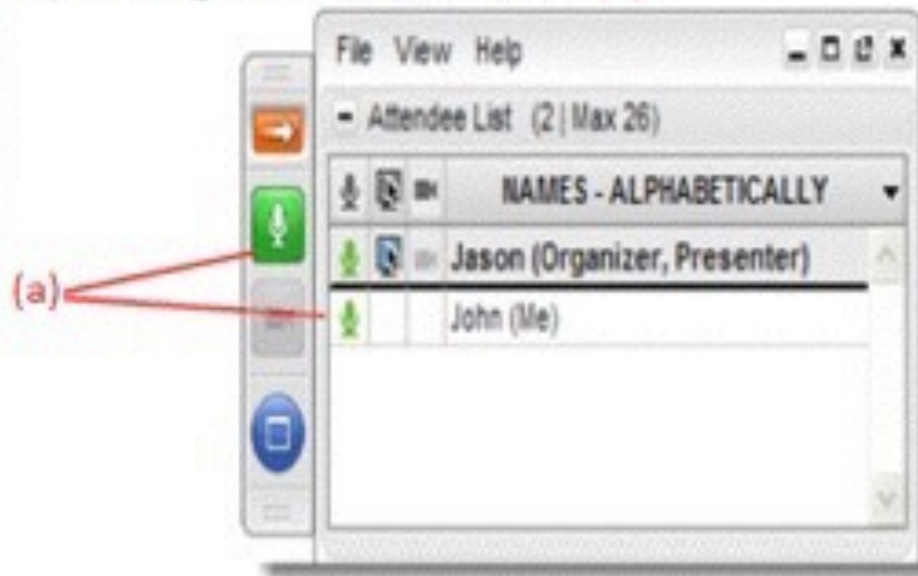 File View Help
- Attendee List (2 | Max 26)
NAMES - ALPHABETICALLY
Jason (Organizer, Presenter)
(a)
John (Me)